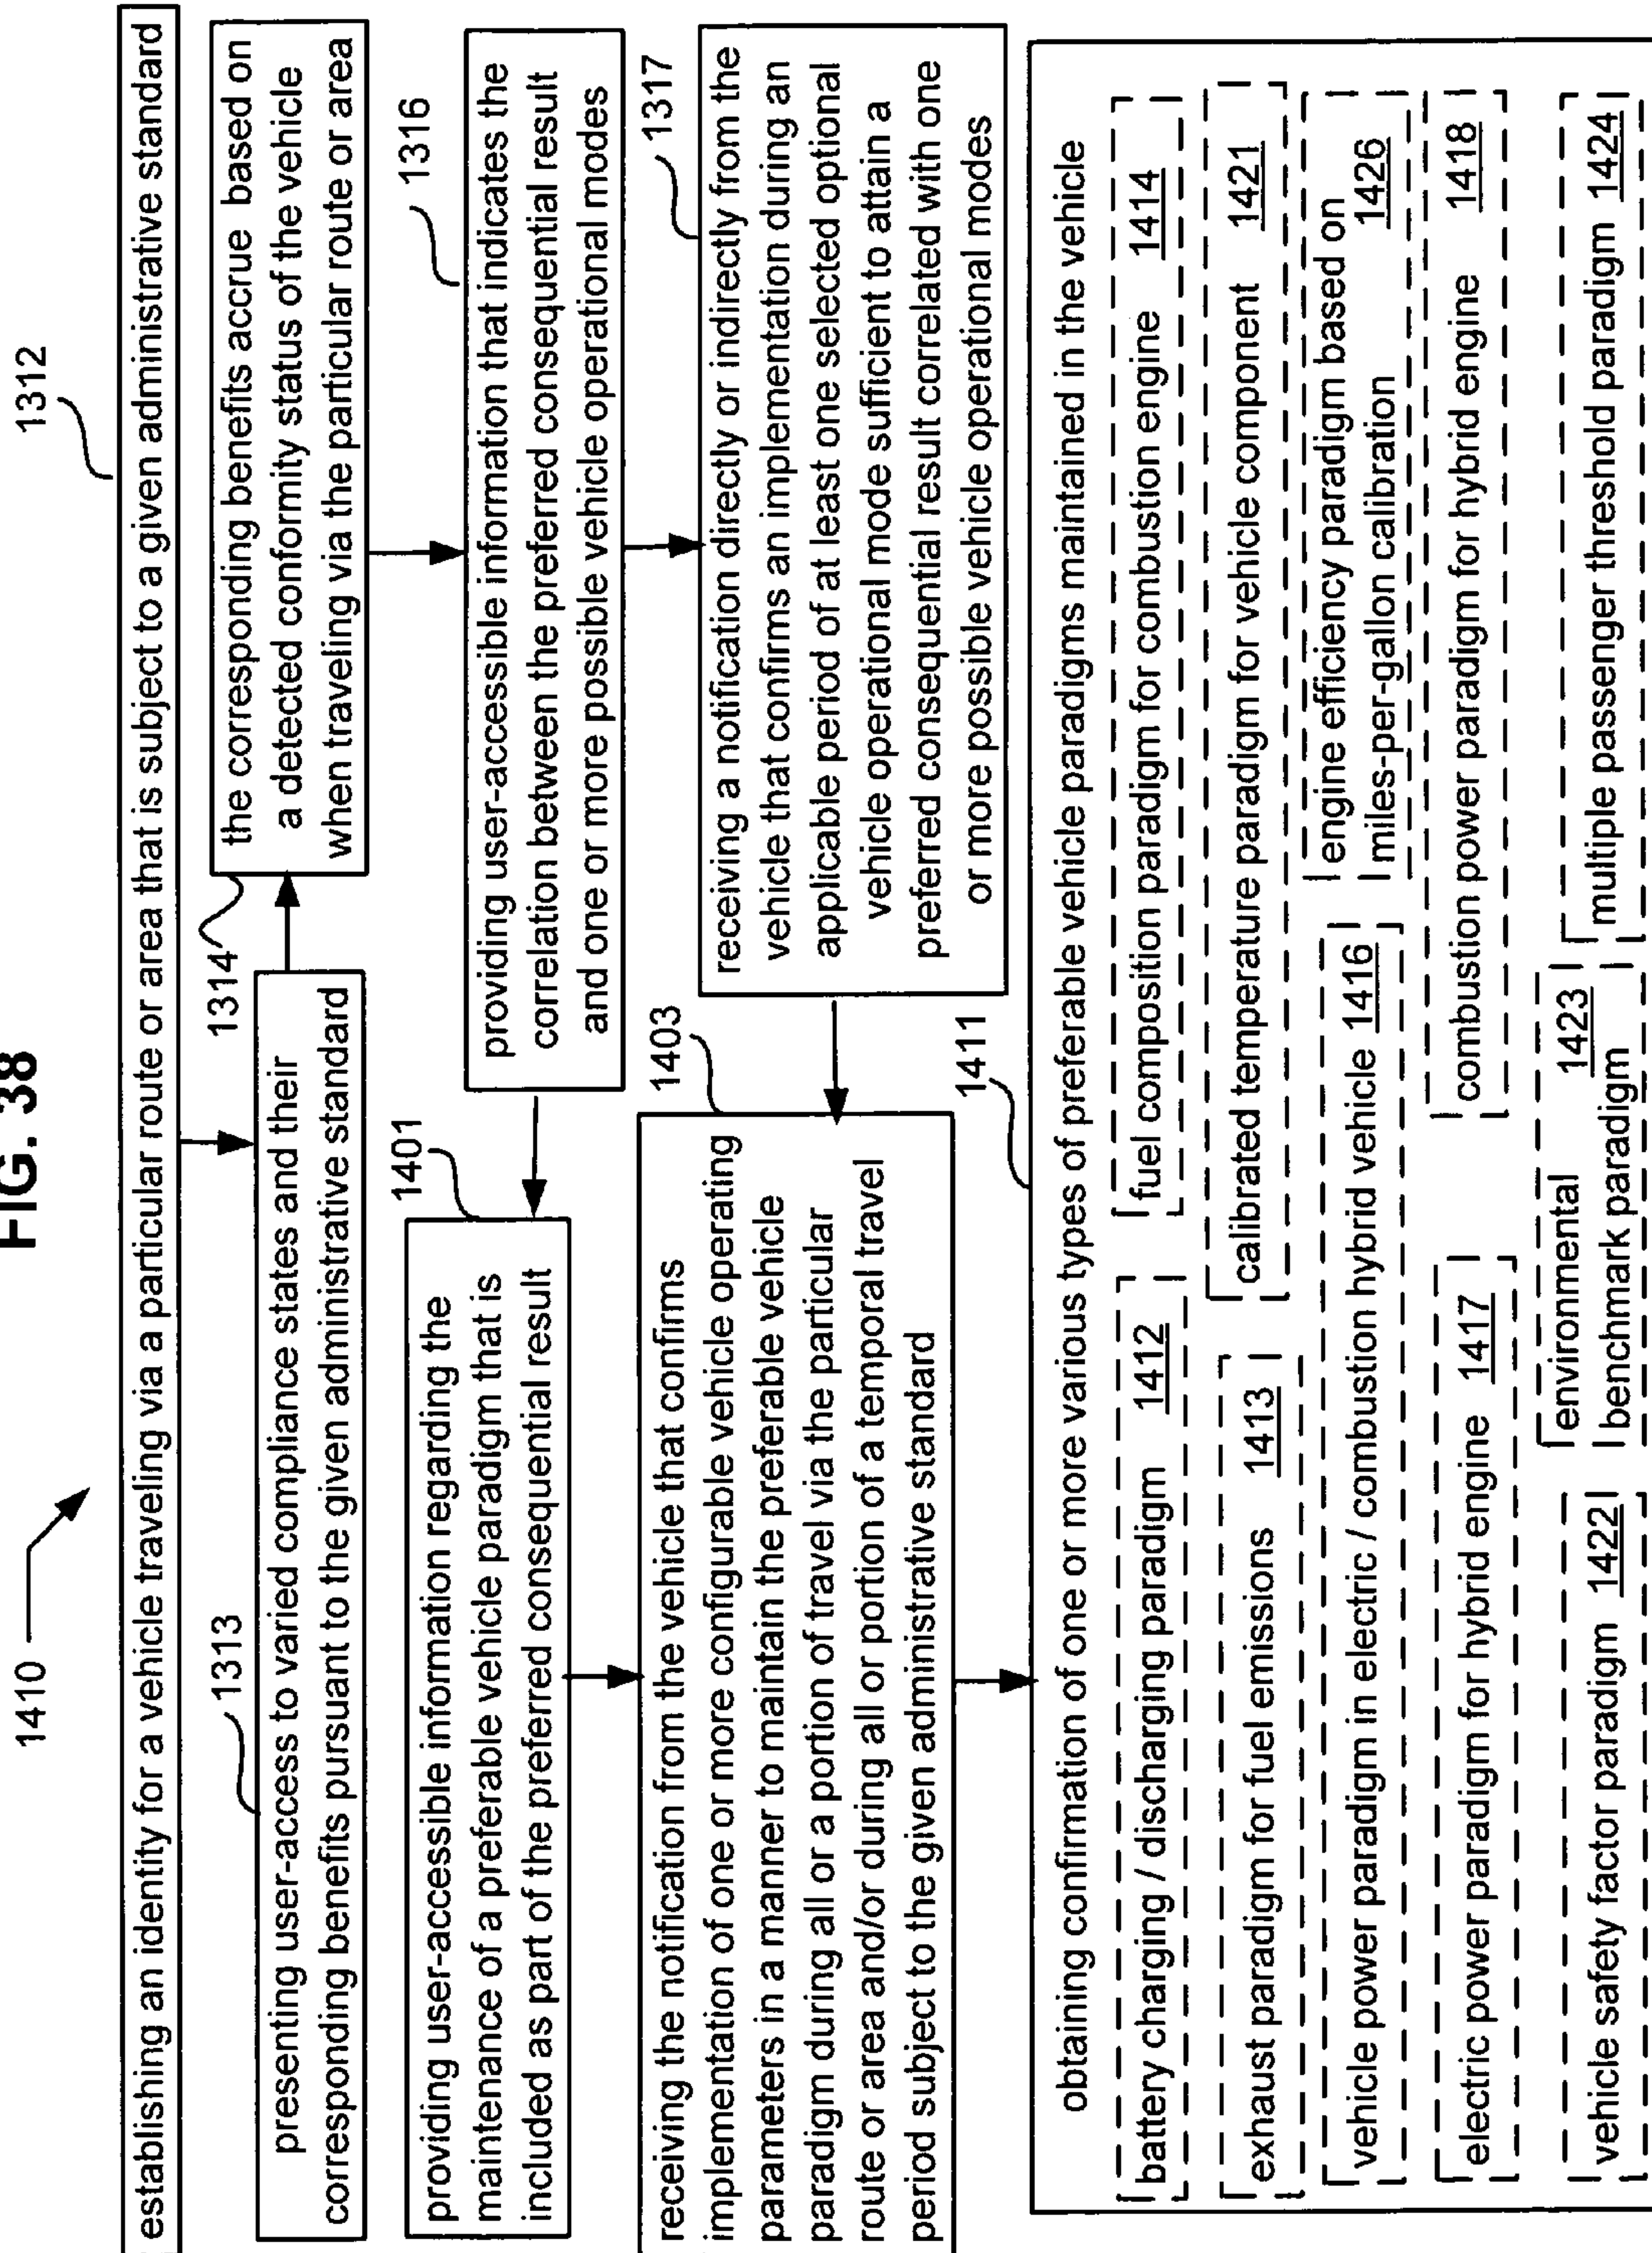 FIG. 38
1410
1312
establishing an identity for a vehicle traveling via a particular route or area that is subject to a given administrative standard
1313
presenting user-access to varied compliance states and their
corresponding benefits pursuant to the given administrative standard
1314
the corresponding benefits accrue based on
a detected conformity status of the vehicle
when traveling via the particular route or area
1316
providing user-accessible information that indicates the
correlation between the preferred consequential result
and one or more possible vehicle operational modes
1401
providing user-accessible information regarding the
maintenance of a preferable vehicle paradigm that is
included as part of the preferred consequential result
1317
receiving a notification directly or indirectly from the
vehicle that confirms an implementation during an
applicable period of at least one selected optional
vehicle operational mode sufficient to attain a
preferred consequential result correlated with one
or more possible vehicle operational modes
1403
receiving the notification from the vehicle that confirms
implementation of one or more configurable vehicle operating
parameters in a manner to maintain the preferable vehicle
paradigm during all or a portion of travel via the particular
route or area and/or during all or portion of a temporal travel
period subject to the given administrative standard
1411
obtaining confirmation of one or more various types of preferable vehicle paradigms maintained in the vehicle
battery charging / discharging paradigm 1412
fuel composition paradigm for combustion engine 1414
exhaust paradigm for fuel emissions 1413
calibrated temperature paradigm for vehicle component 1421
vehicle power paradigm in electric / combustion hybrid vehicle 1416
engine efficiency paradigm based on
miles-per-gallon calibration 1426
electric power paradigm for hybrid engine 1417
combustion power paradigm for hybrid engine 1418
vehicle safety factor paradigm 1422
environmental 1423
benchmark paradigm
multiple passenger threshold paradigm 1424